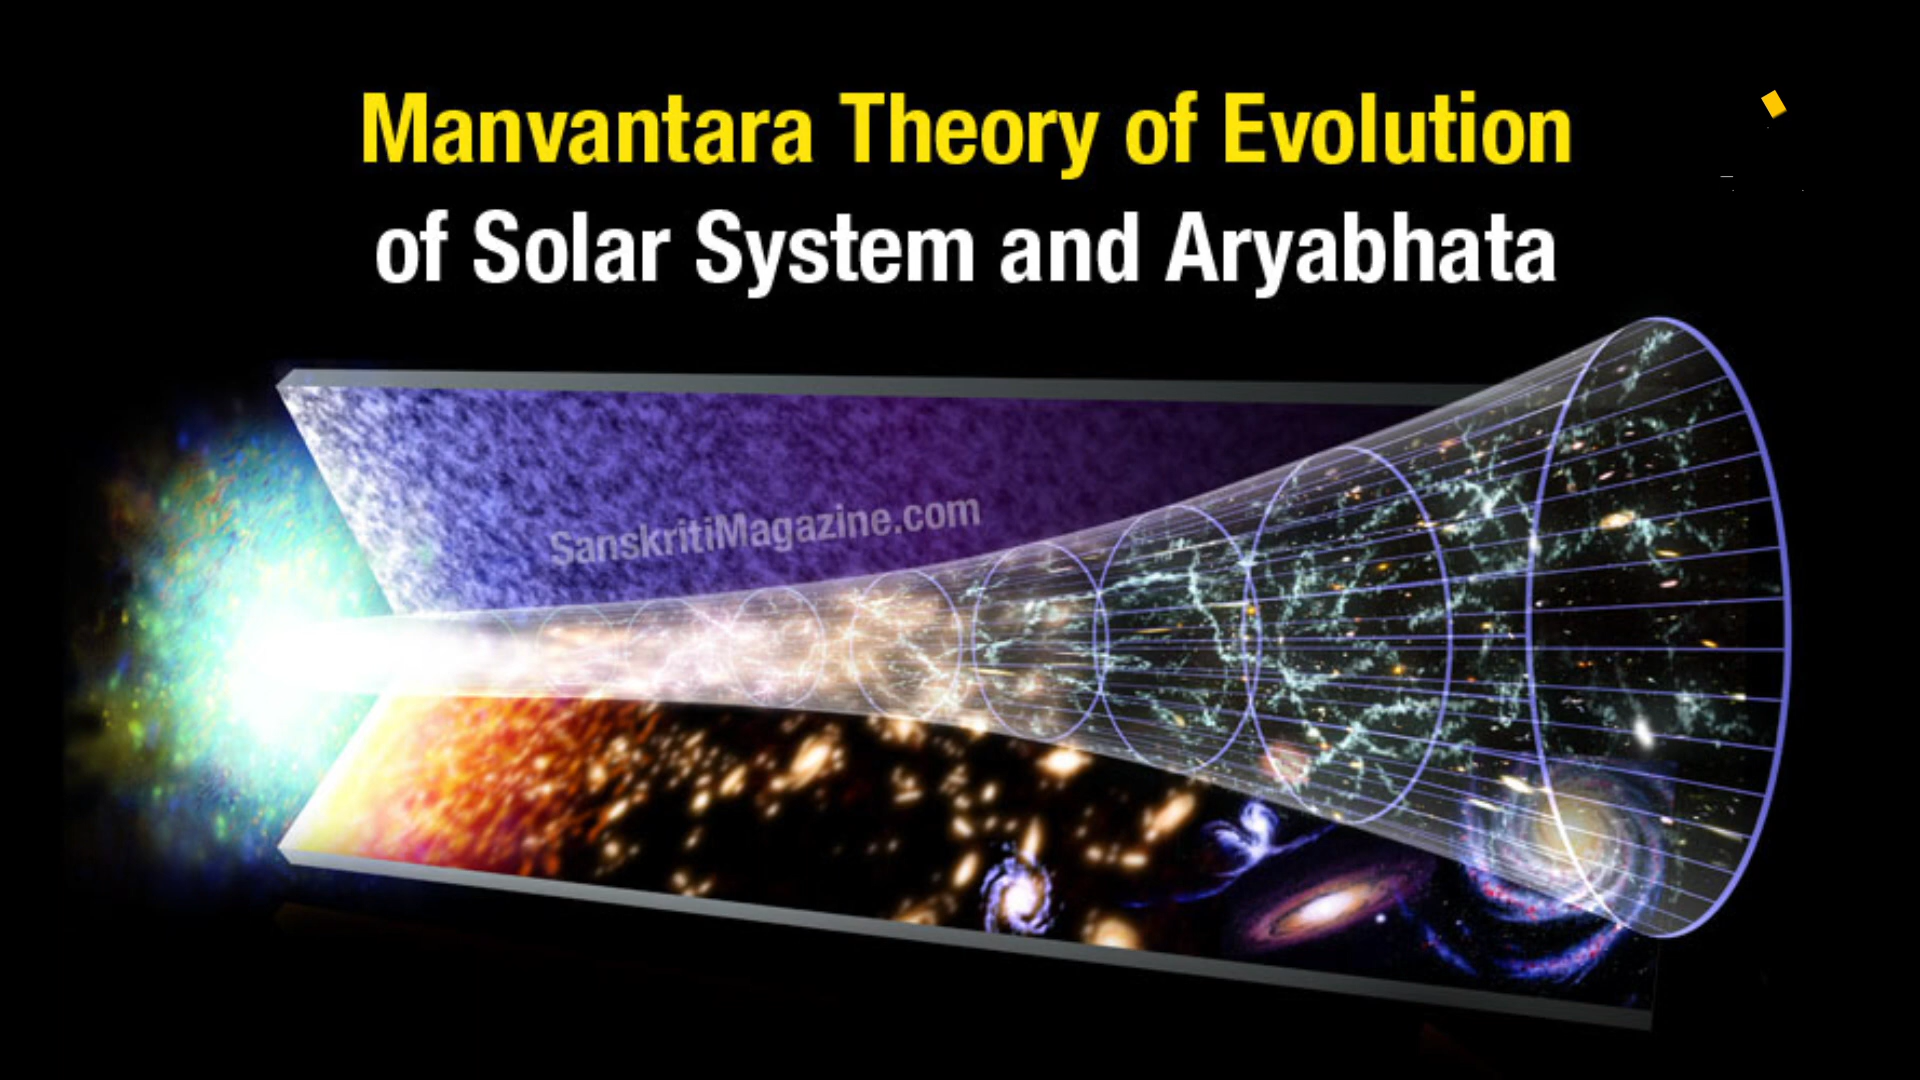 Manvantara Theory of Evolution
of Solar System and Aryabhata
SanskritiMagazine.com